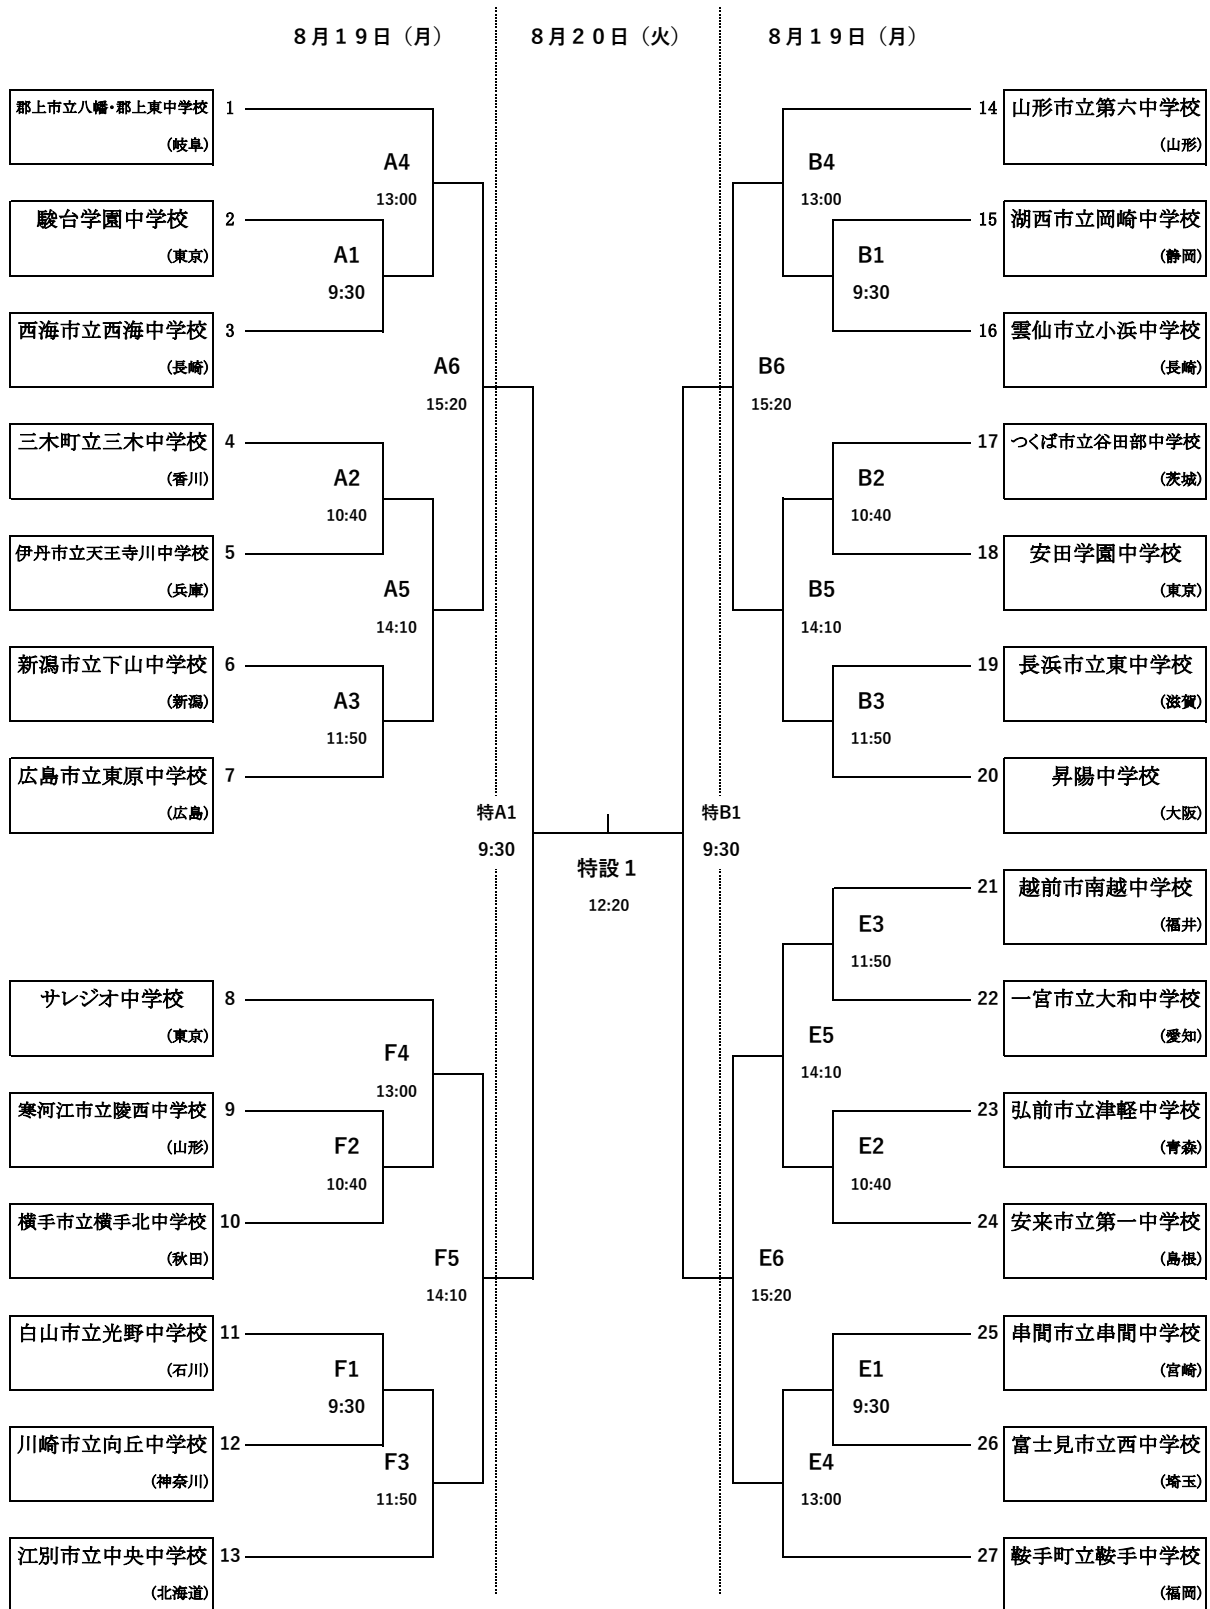 8月19日（月）
8月20日（火）
8月19日（月）
郡上市立八幡・郡上東中学校 1
(岐阜)
A4
13:00
駿台学園中学校 2
(東京)
A1
9:30
西海市立西海中学校 3
(長崎)
A6
15:20
三木町立三木中学校 4
(香川)
A2
10:40
伊丹市立天王寺川中学校 5
(兵庫)
A5
14:10
新潟市立下山中学校 6
(新潟)
A3
11:50
広島市立東原中学校 7
(広島)
特A1
9:30
サレジオ中学校 8
(東京)
F4
13:00
寒河江市立陵西中学校 9
(山形)
F2
10:40
横手市立横手北中学校 10
(秋田)
F5
14:10
白山市立光野中学校 11
(石川)
F1
9:30
川崎市立向丘中学校 12
(神奈川)
F3
11:50
江別市立中央中学校 13
(北海道)
特設1
12:20
14 山形市立第六中学校
(山形)
B4
13:00
15 湖西市立岡崎中学校
(静岡)
B1
9:30
16 雲仙市立小浜中学校
(長崎)
B6
15:20
17 つくば市立谷田部中学校
(茨城)
B2
10:40
18 安田学園中学校
(東京)
B5
14:10
19 長浜市立東中学校
(滋賀)
B3
11:50
20 昇陽中学校
(大阪)
特B1
9:30
21 越前市南越中学校
(福井)
E3
11:50
22 一宮市立大和中学校
(愛知)
E5
14:10
23 弘前市立津軽中学校
(青森)
E2
10:40
24 安来市立第一中学校
(島根)
E6
15:20
25 串間市立串間中学校
(宮崎)
E1
9:30
26 富士見市立西中学校
(埼玉)
E4
13:00
27 鞍手町立鞍手中学校
(福岡)